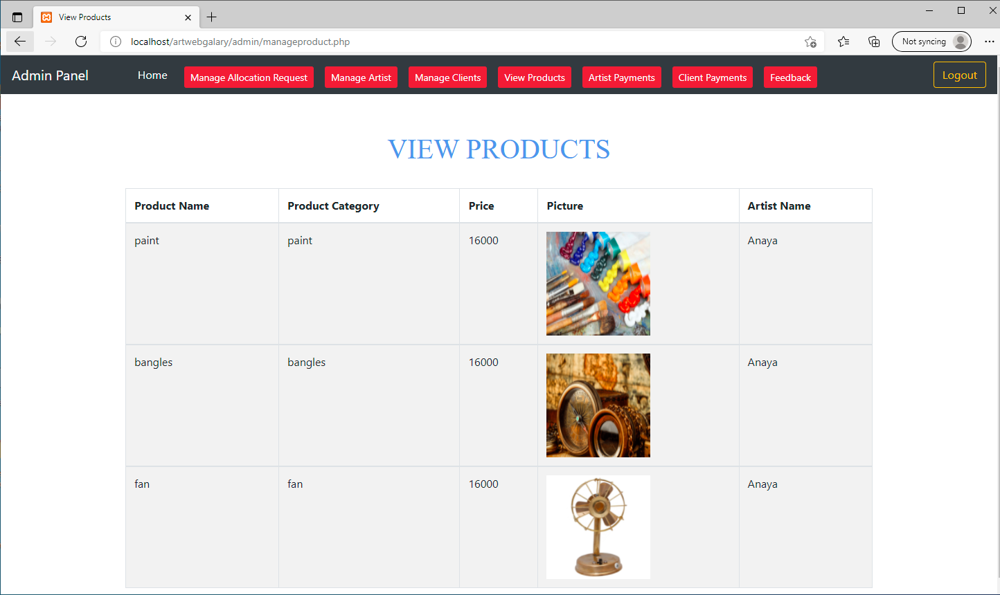 View Products
localhost/artwebgalary/admin/manageproduct.php
Not syncing
Admin Panel Home Manage Allocation Request Manage Artist Manage Clients View Products Artist Payments Client Payments Feedback Logout
VIEW PRODUCTS
Product Name Product Category Price Picture Artist Name
paint paint 16000 Anaya
bangles bangles 16000 Anaya
fan fan 16000 Anaya